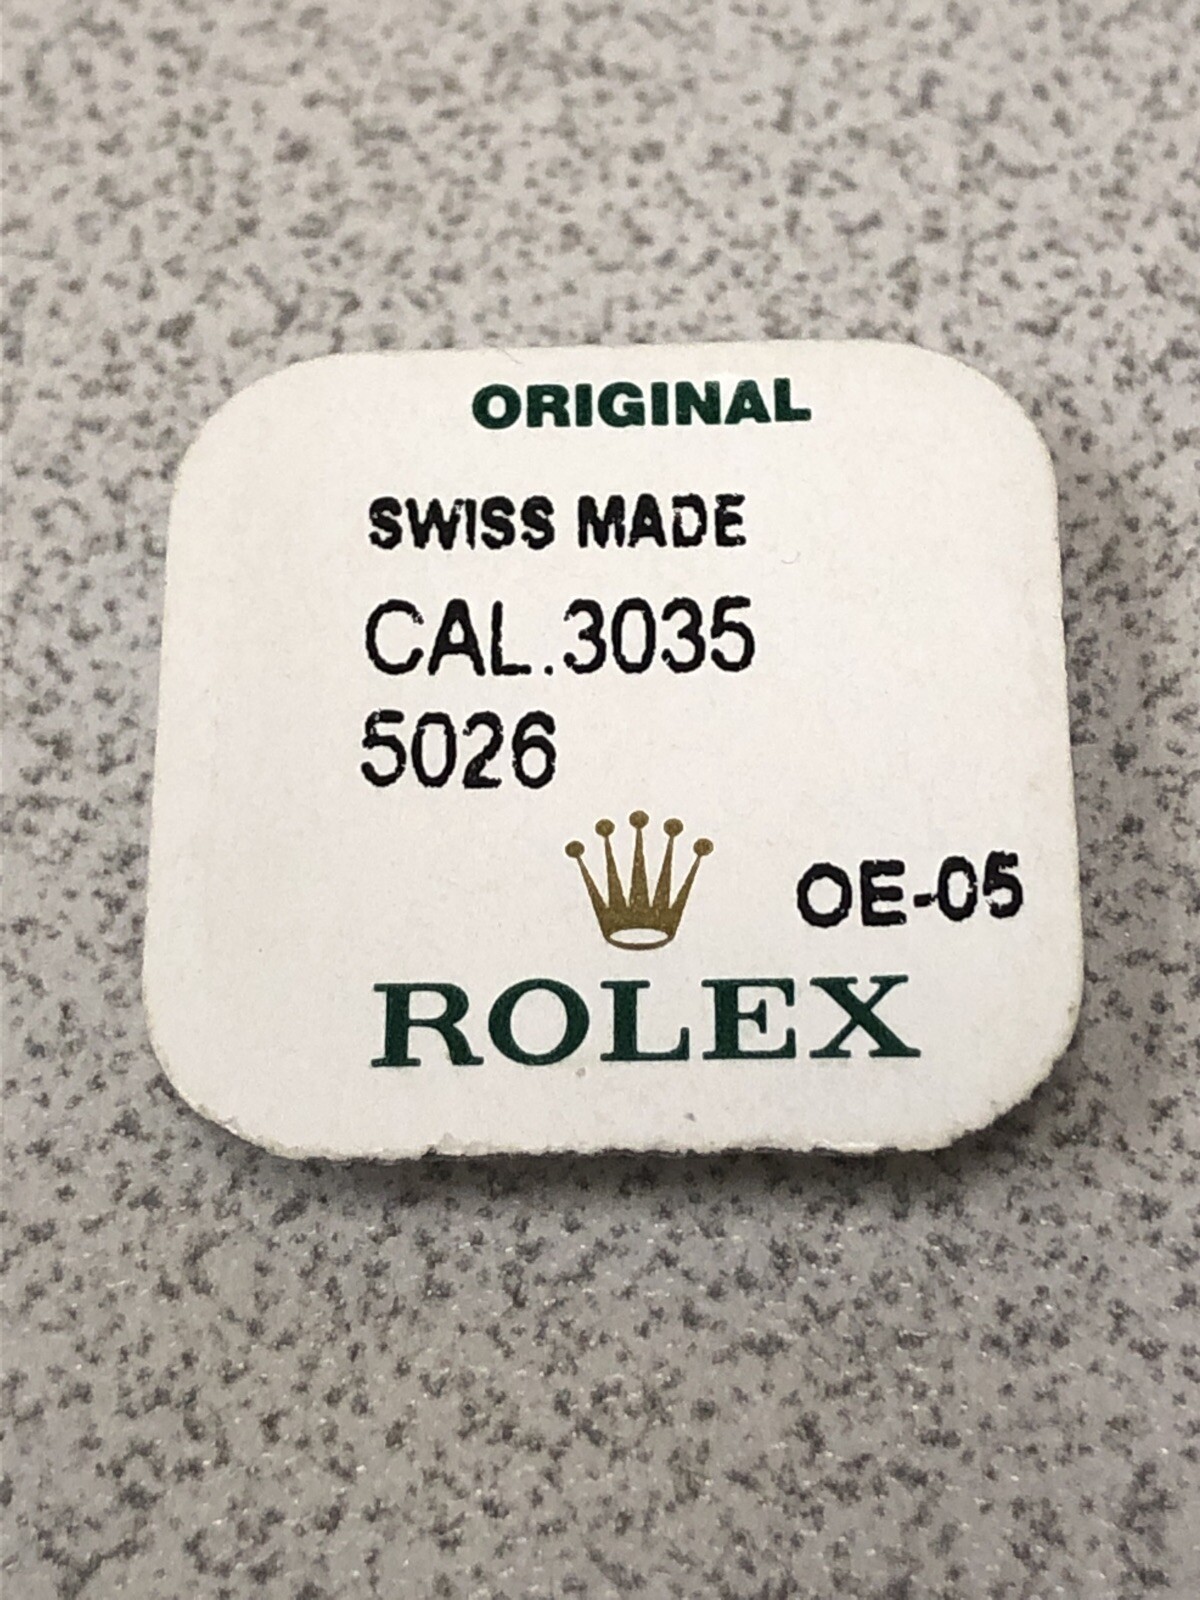 ORIGINAL
SWISS MADE
CAL.3035
5026
OE-05
ROLEX